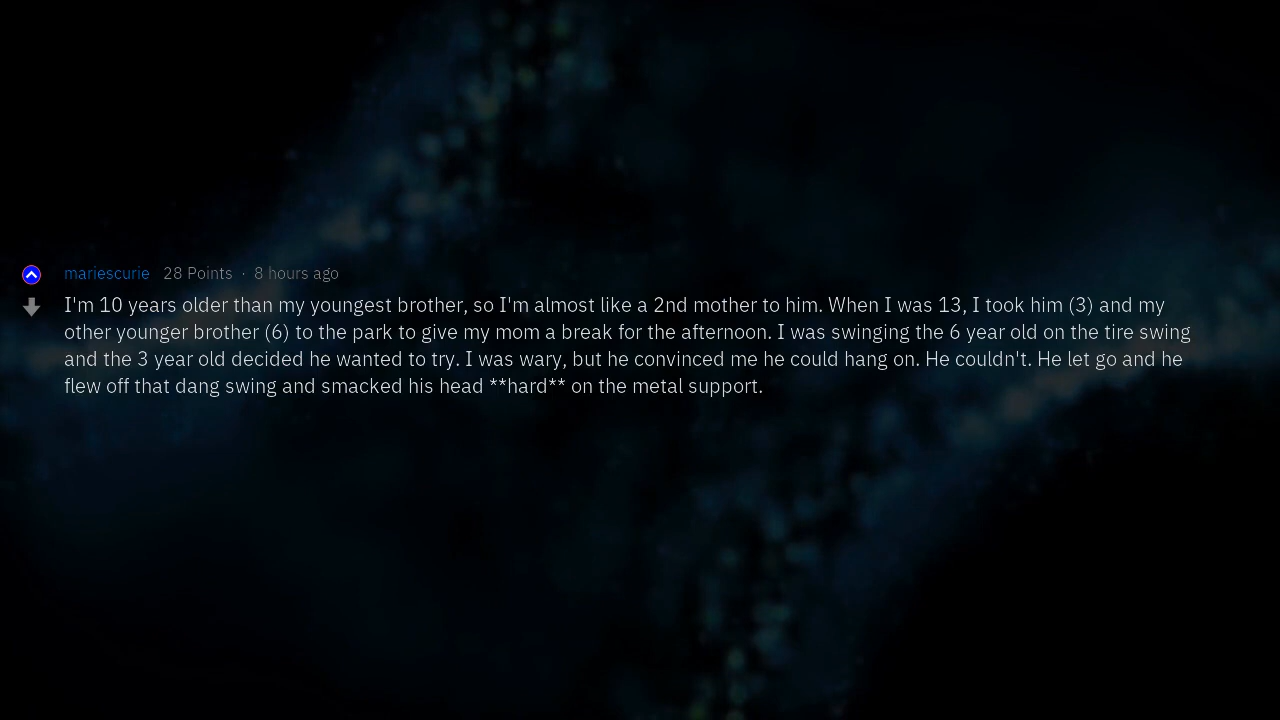 mariescurie 28 Points · 8 hours ago
I'm 10 years older than my youngest brother, so I'm almost like a 2nd mother to him. When I was 13, I took him (3) and my
other younger brother (6) to the park to give my mom a break for the afternoon. I was swinging the 6 year old on the tire swing
and the 3 year old decided he wanted to try. I was wary, but he convinced me he could hang on. He couldn't. He let go and he
flew off that dang swing and smacked his head **hard** on the metal support.